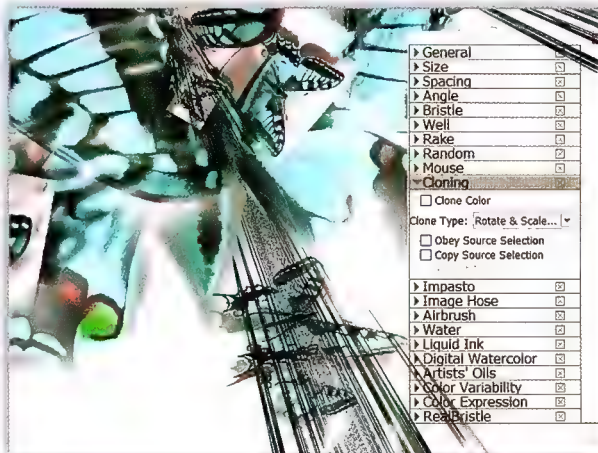 General
Size
Spacing
Angle
Bristle
Well
Rake
Random
Mouse
Cloning
Clone Color
Clone Type: Rotate & Scale...
Obey Source Selection
Copy Source Selection
Impasto
Image Hose
Airbrush
Water
Liquid Ink
Digital Watercolor
Artists' Oils
Color Variability
Color Expression
RealBristle